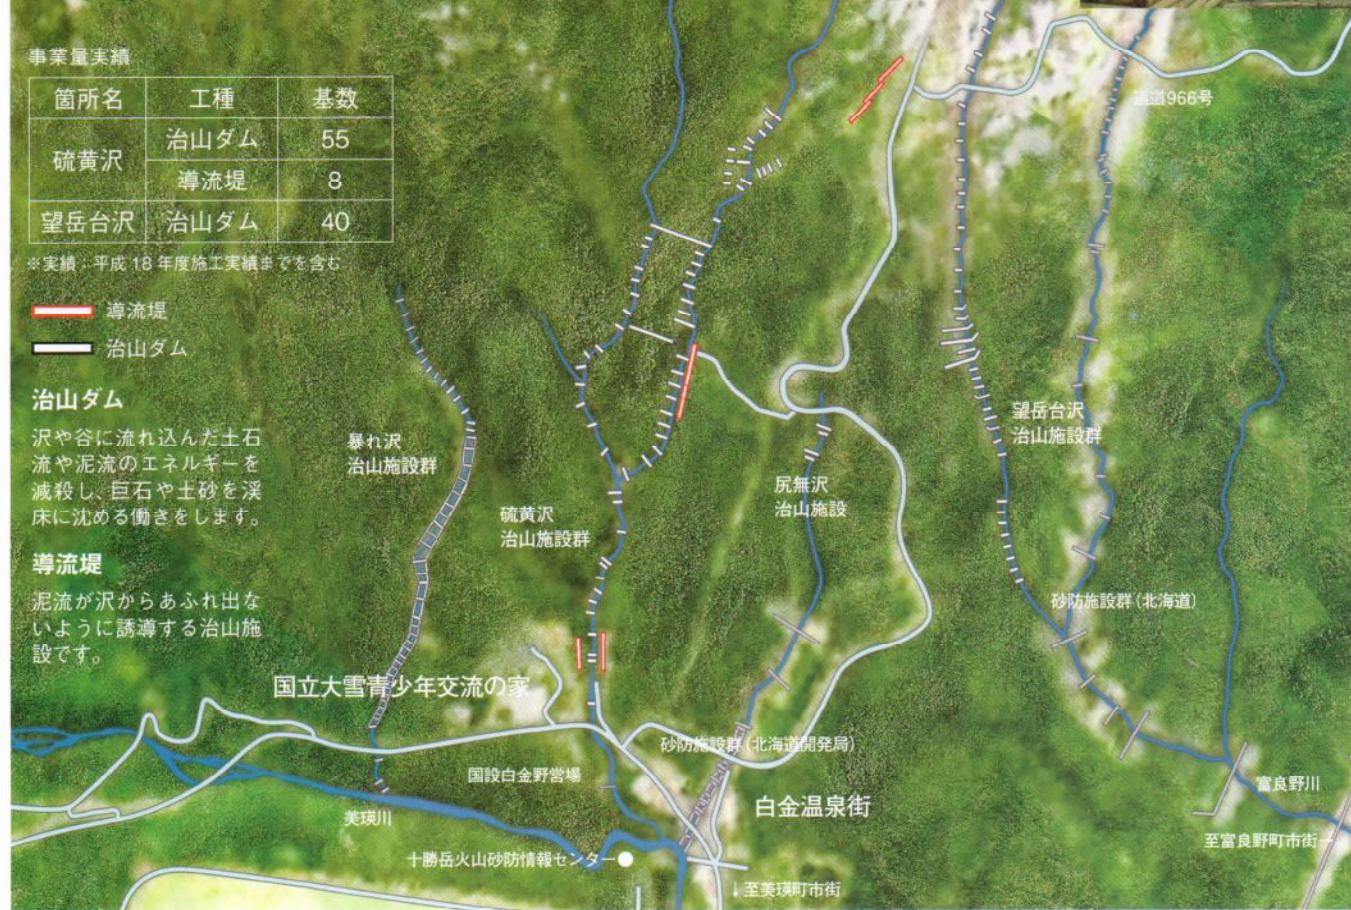 事業量実績
箇所名 工種 基数
硫黄沢 治山ダム 55
導流堤 8
望岳台沢 治山ダム 40
※実績:平成18年度施工実績までを含む
導流堤
治山ダム
治山ダム
沢や谷に流れ込んだ土石
流や泥流のエネルギーを
減殺し、巨石や土砂を渓
床に沈める働きをします。
導流堤
泥流が沢からあふれ出な
いように誘導する治山施
設です。
道道966号
暴れ沢
治山施設群
硫黄沢
治山施設群
尻無沢
治山施設
望岳台沢
治山施設群
砂防施設群(北海道)
国立大雪青少年交流の家
砂防施設群(北海道開発局)
国設白金野営場
白金温泉街
富良野川
美瑛川
至富良野町市街
十勝岳火山砂防情報センター
↓至美瑛町市街